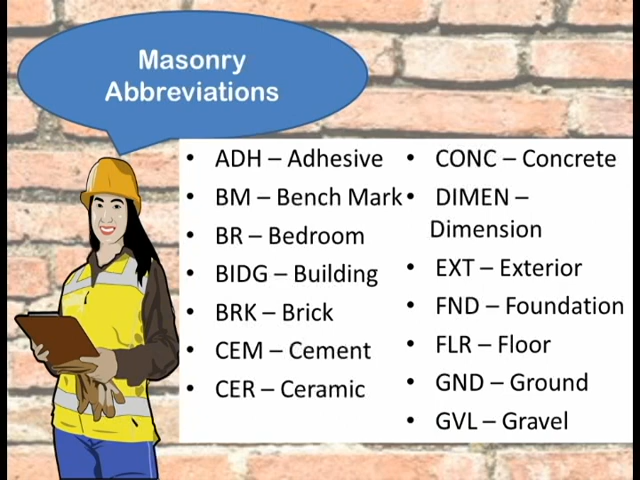 Masonry
Abbreviations
• ADH – Adhesive
• BM – Bench Mark
• BR – Bedroom
• BIDG – Building
• BRK – Brick
• CEM – Cement
• CER – Ceramic
• CONC – Concrete
• DIMEN –
Dimension
• EXT – Exterior
• FND – Foundation
• FLR – Floor
• GND – Ground
• GVL – Gravel